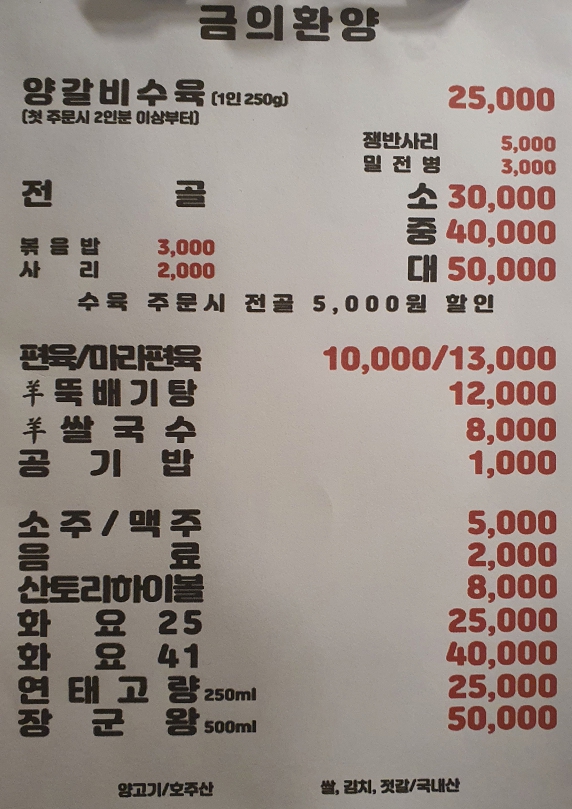 금의환양
양갈비수육 (1인 250g) 25,000
(첫 주문시 2인분 이상부터)
쟁반사리 5,000
밀전병 3,000
전골 소 30,000
중 40,000
볶음밥 3,000
사리 2,000
대 50,000
수육 주문시 전골 5,000원 할인
편육/마라편육 10,000/13,000
羊뚝배기탕 12,000
羊쌀국수 8,000
공기밥 1,000
소주/맥주 5,000
음료 2,000
산토리하이볼 8,000
화요 25 25,000
화요 41 40,000
연태고량 250ml 25,000
장군왕 500ml 50,000
양고기/호주산 쌀, 김치, 젓갈/국내산